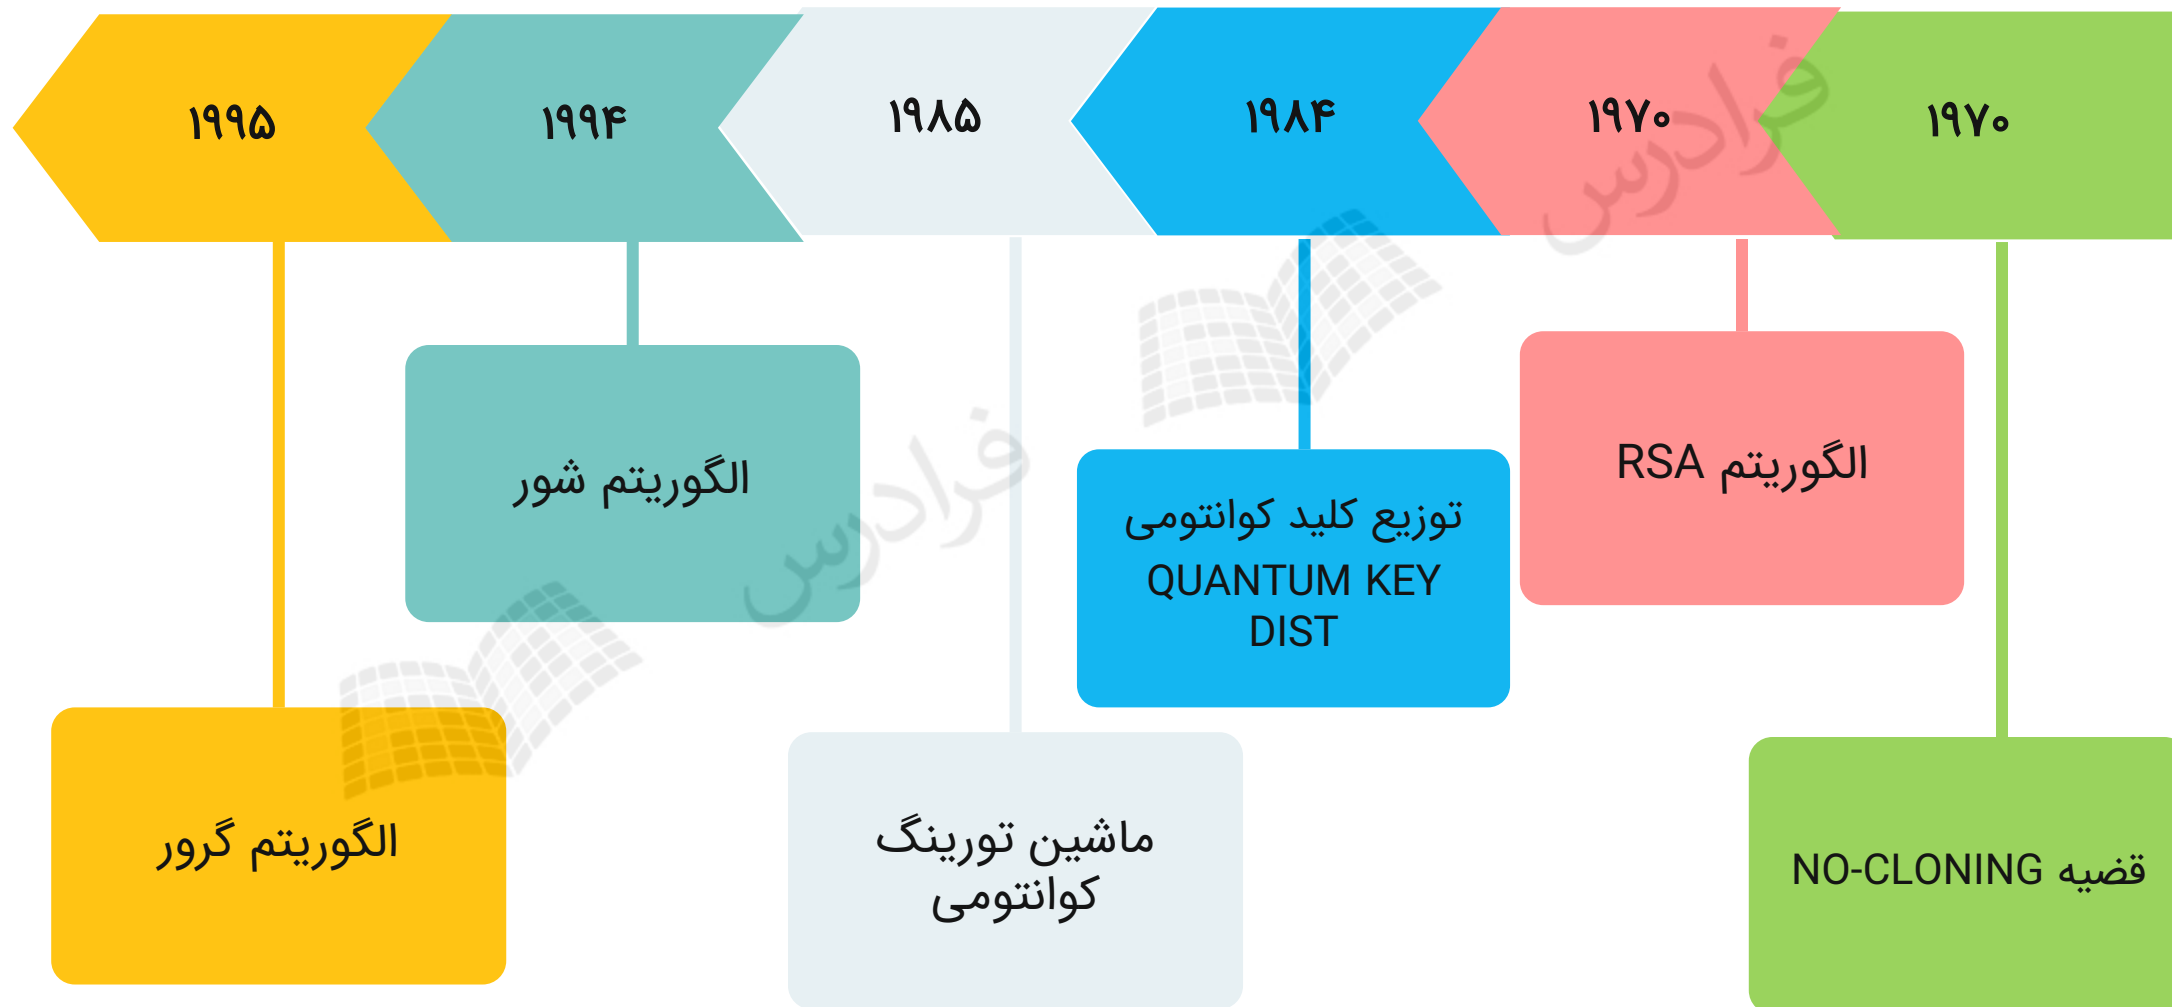 ۱۹۷۰
۱۹۷۰
۱۹۸۴
۱۹۸۵
۱۹۹۴
۱۹۹۵
قضیه NO-CLONING
الگوریتم RSA
توزیع کلید کوانتومی
QUANTUM KEY
DIST
ماشین تورینگ
کوانتومی
الگوریتم شور
الگوریتم گرور
فرادرس
فرادرس